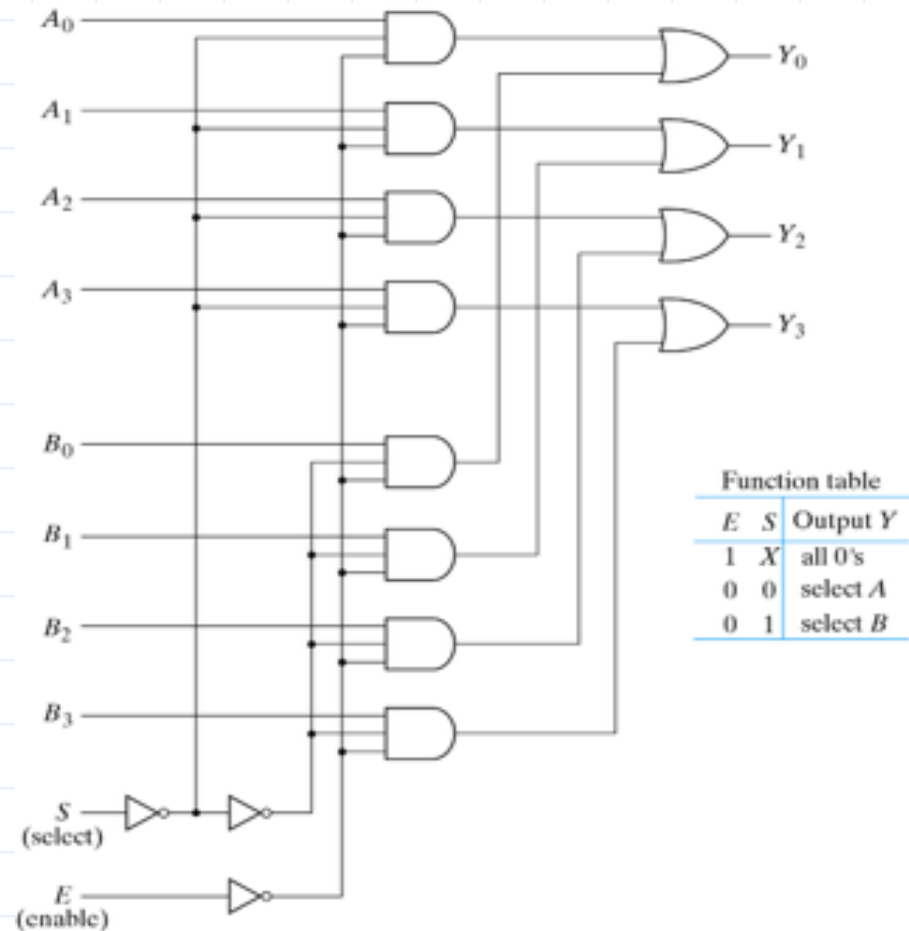 A0
Y0
A1
Y1
A2
Y2
A3
Y3
B0
B1
B2
B3
S
(select)
E
(enable)
Function table
E S Output Y
1 X all 0's
0 0 select A
0 1 select B